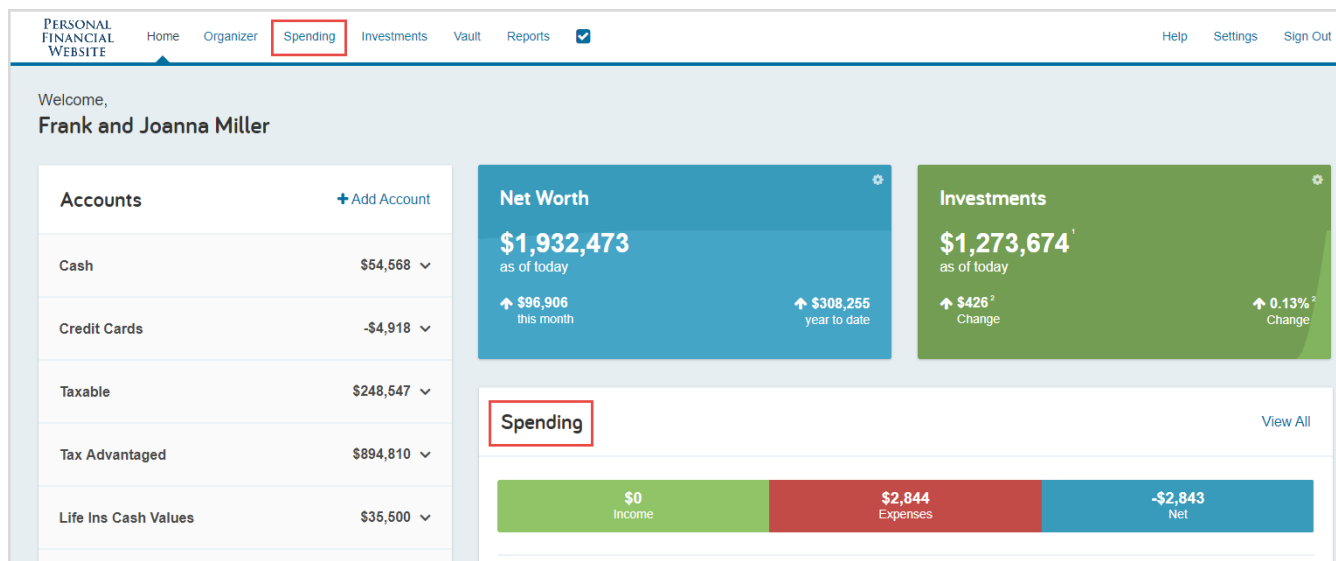 PERSONAL
FINANCIAL
WEBSITE
Home Organizer Spending Investments Vault Reports
Help Settings Sign Out
Welcome,
Frank and Joanna Miller
Accounts
+ Add Account
Cash $54,568
Credit Cards -$4,918
Taxable $248,547
Tax Advantaged $894,810
Life Ins Cash Values $35,500
Net Worth
$1,932,473
as of today
$96,906
this month
$308,255
year to date
Investments
$1,273,674 1
as of today
$426 2
Change
0.13% 2
Change
Spending
View All
$0
Income
$2,844
Expenses
-$2,843
Net